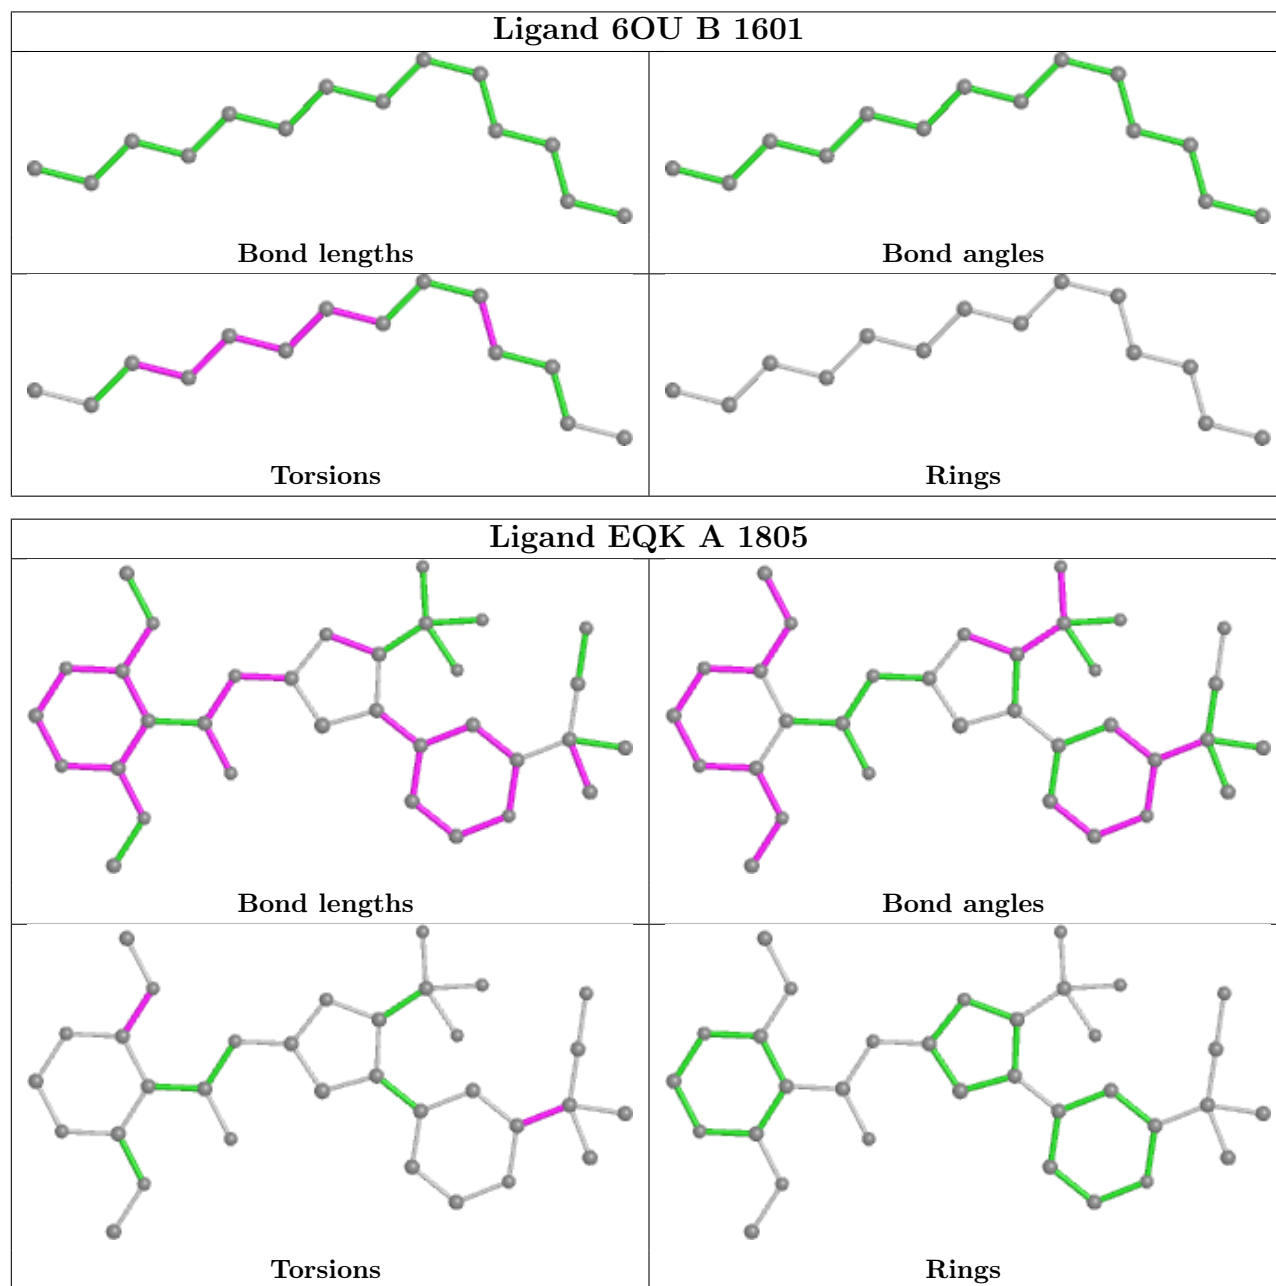 Ligand 6OU B 1601
Bond lengths
Bond angles
Torsions
Rings
Ligand EQK A 1805
Bond lengths
Bond angles
Torsions
Rings